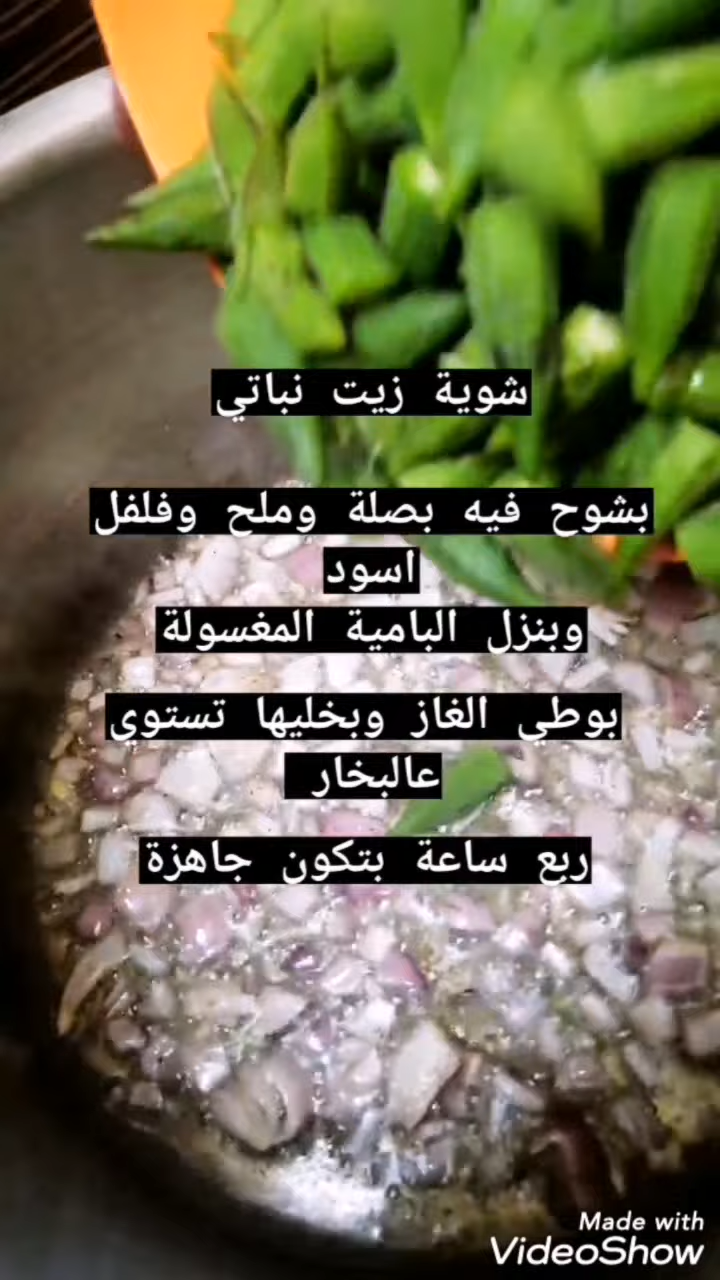 شوية زيت نباتي
بشوح فيه بصلة وملح وفلفل
اسود
وبنزل البامية المغسولة
بوطي الغاز وبخليها تستوي
عالبخار
ربع ساعة بتكون جاهزة
Made with
VideoShow